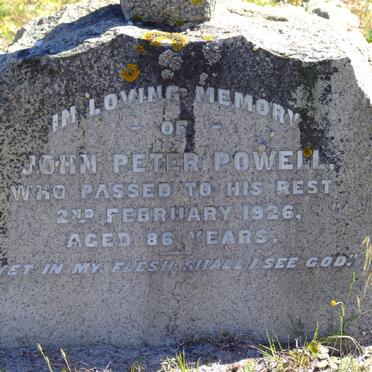 IN LOVING MEMORY
- OF -
JOHN PETER POWELL,
WHO PASSED TO HIS REST
2ND FEBRUARY 1926,
AGED 86 YEARS.
YET IN MY FLESH SHALL I SEE GOD."